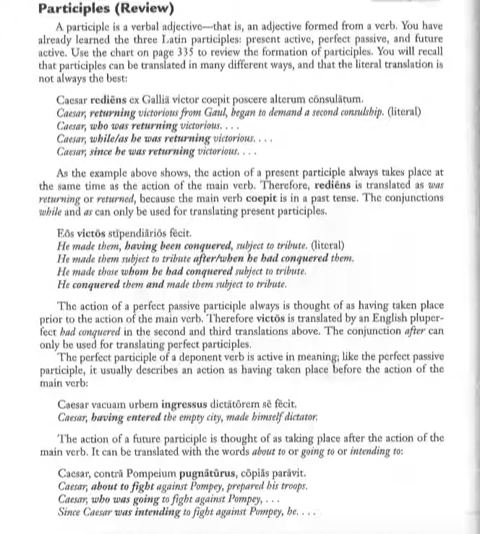 Participles (Review)
A participle is a verbal adjective—that is, an adjective formed from a verb. You have
already learned the three Latin participles: present active, perfect passive, and future
active. Use the chart on page 335 to review the formation of participles. You will recall
that participles can be translated in many different ways, and that the literal translation is
not always the best:
Caesar rediēns ex Galliā victor coepit poscere alterum cōnsulātum.
Caesar, returning victorious from Gaul, began to demand a second consulship. (literal)
Caesar, who was returning victorious. . . .
Caesar, while/as he was returning victorious. . . .
Caesar, since he was returning victorious. . . .
As the example above shows, the action of a present participle always takes place at
the same time as the action of the main verb. Therefore, rediēns is translated as was
returning or returned, because the main verb coepit is in a past tense. The conjunctions
while and as can only be used for translating present participles.
Eōs victōs stīpendiāriōs fēcit.
He made them, having been conquered, subject to tribute. (literal)
He made them subject to tribute after/when he had conquered them.
He made those whom he had conquered subject to tribute.
He conquered them and made them subject to tribute.
The action of a perfect passive participle always is thought of as having taken place
prior to the action of the main verb. Therefore victōs is translated by an English pluper-
fect had conquered in the second and third translations above. The conjunction after can
only be used for translating perfect participles.
The perfect participle of a deponent verb is active in meaning; like the perfect passive
participle, it usually describes an action as having taken place before the action of the
main verb:
Caesar vacuam urbem ingressus dictātōrem sē fēcit.
Caesar, having entered the empty city, made himself dictator.
The action of a future participle is thought of as taking place after the action of the
main verb. It can be translated with the words about to or going to or intending to:
Caesar, contrā Pompeium pugnātūrus, cōpiās parāvit.
Caesar, about to fight against Pompey, prepared his troops.
Caesar, who was going to fight against Pompey, . . .
Since Caesar was intending to fight against Pompey, he. . . .